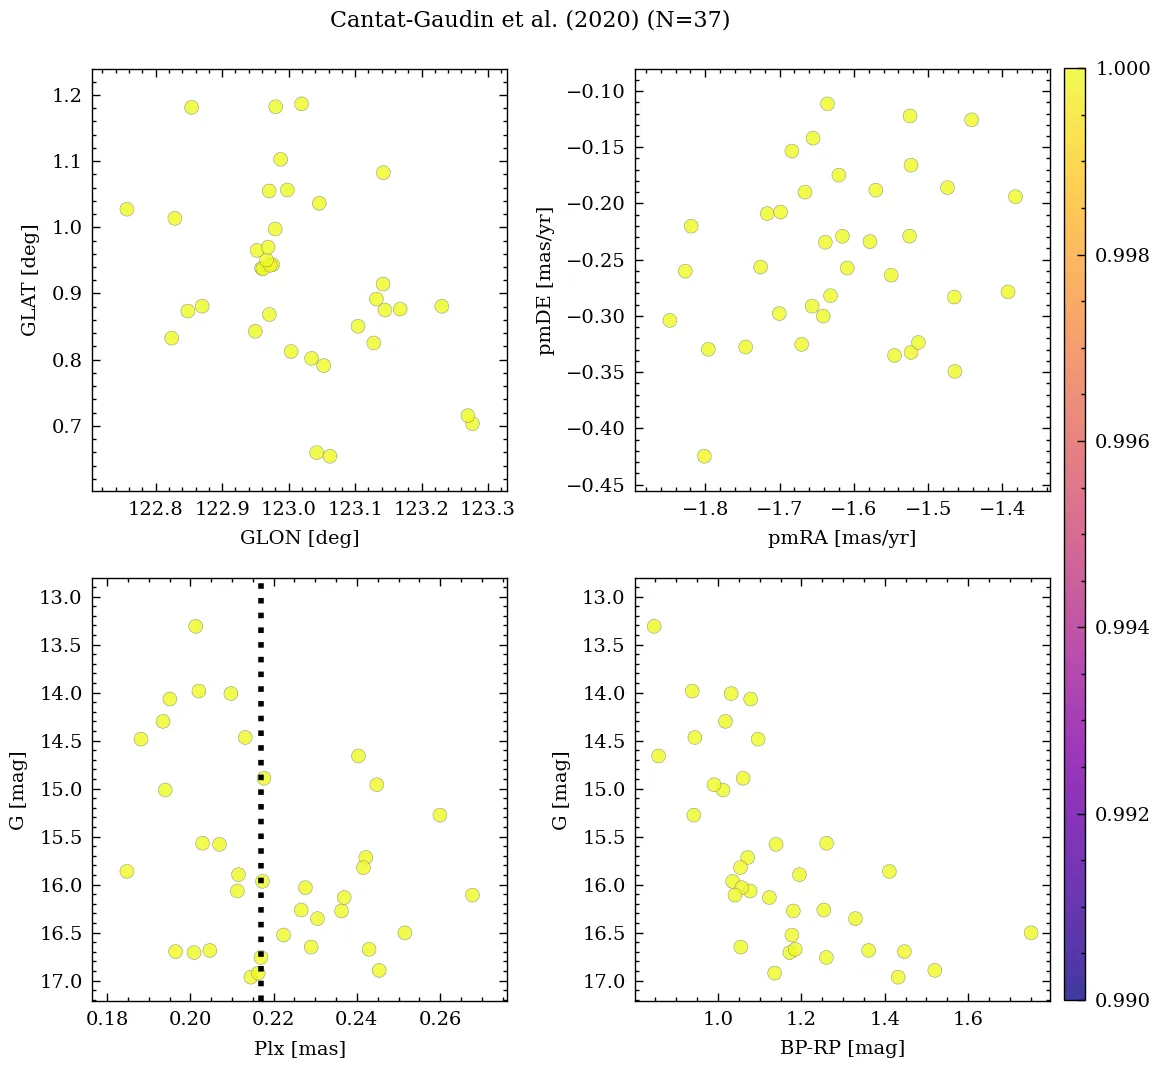 Cantat-Gaudin et al. (2020) (N=37)
1.2
1.1
1.0
0.9
0.8
0.7
GLAT [deg]
122.8 122.9 123.0 123.1 123.2 123.3
GLON [deg]
−0.10
−0.15
−0.20
−0.25
−0.30
−0.35
−0.40
−0.45
pmDE [mas/yr]
−1.8 −1.7 −1.6 −1.5 −1.4
pmRA [mas/yr]
13.0
13.5
14.0
14.5
15.0
15.5
16.0
16.5
17.0
G [mag]
0.18 0.20 0.22 0.24 0.26
Plx [mas]
13.0
13.5
14.0
14.5
15.0
15.5
16.0
16.5
17.0
G [mag]
1.0 1.2 1.4 1.6
BP-RP [mag]
1.000
0.998
0.996
0.994
0.992
0.990